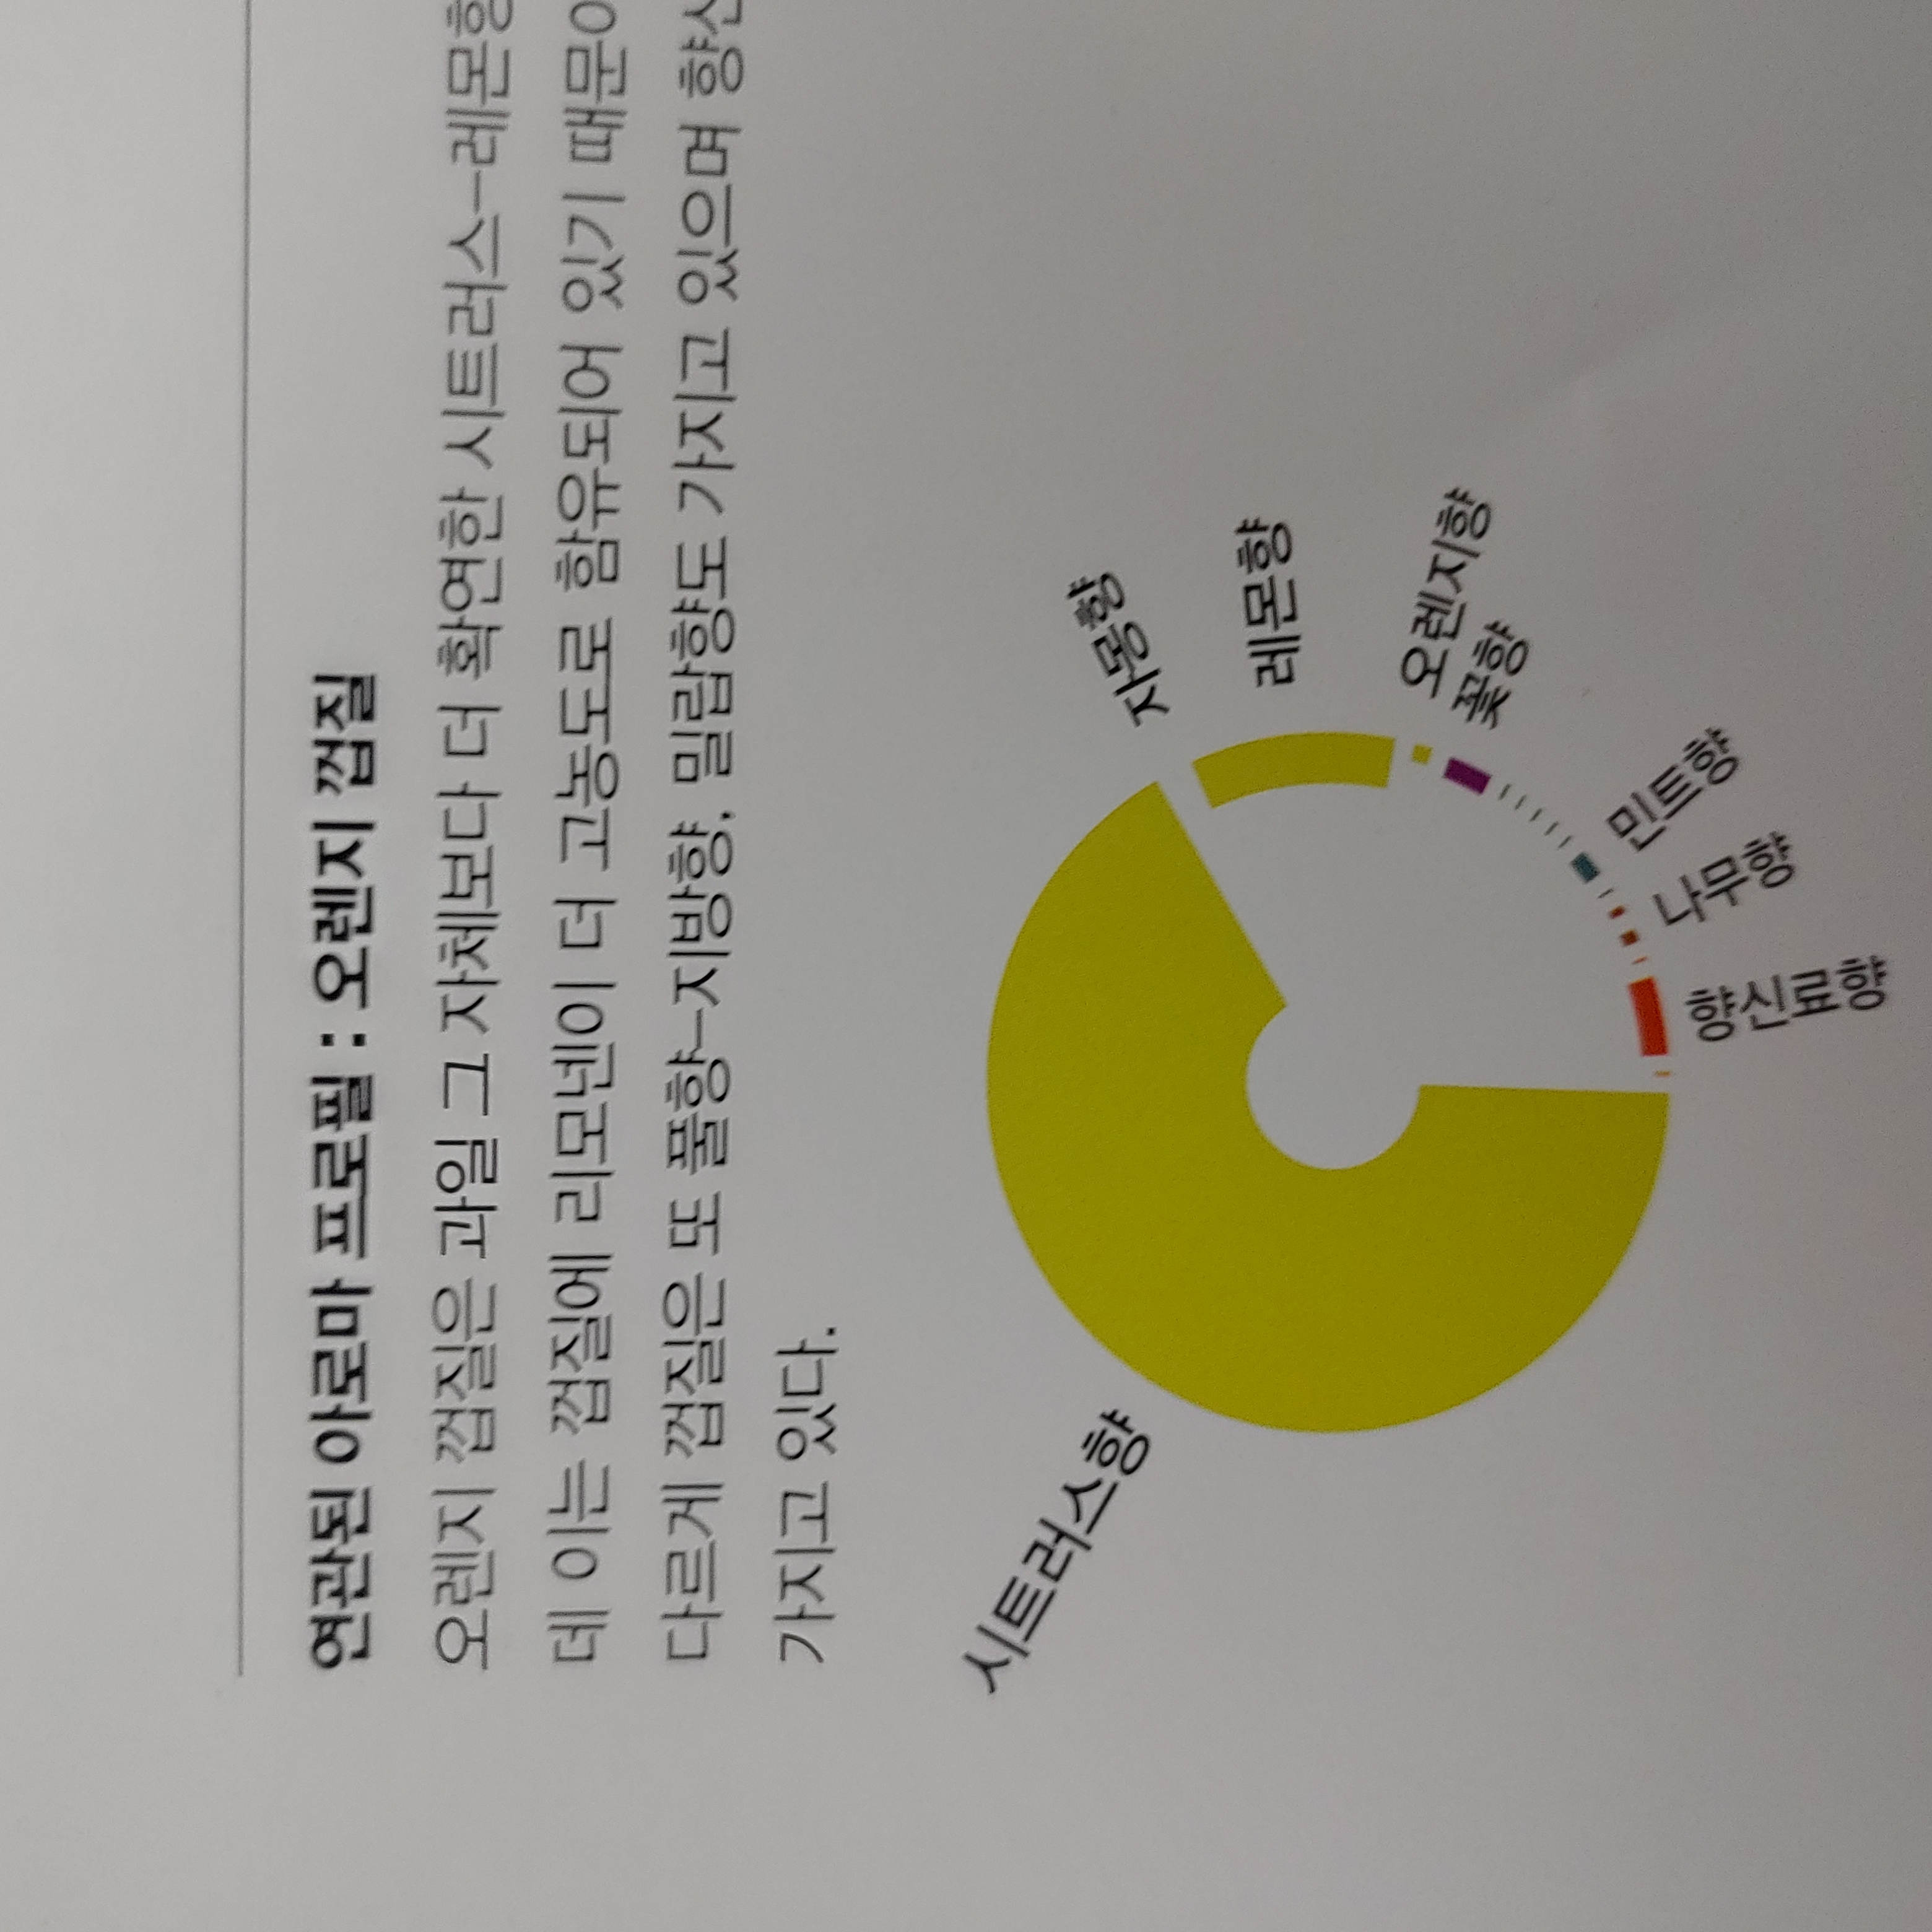 연관된 아로마 프로필 : 오렌지 껍질
오렌지 껍질은 과일 그 자체보다 더 확연한 시트러스–레몬향
데 이는 껍질에 리모넨이 더 고농도로 함유되어 있기 때문이
다르게 껍질은 또 풀향–지방향, 밀랍향도 가지고 있으며
가지고 있다.
시트러스향
자몽향
레몬향
오렌지향
꽃향
민트향
나무향
향신료향